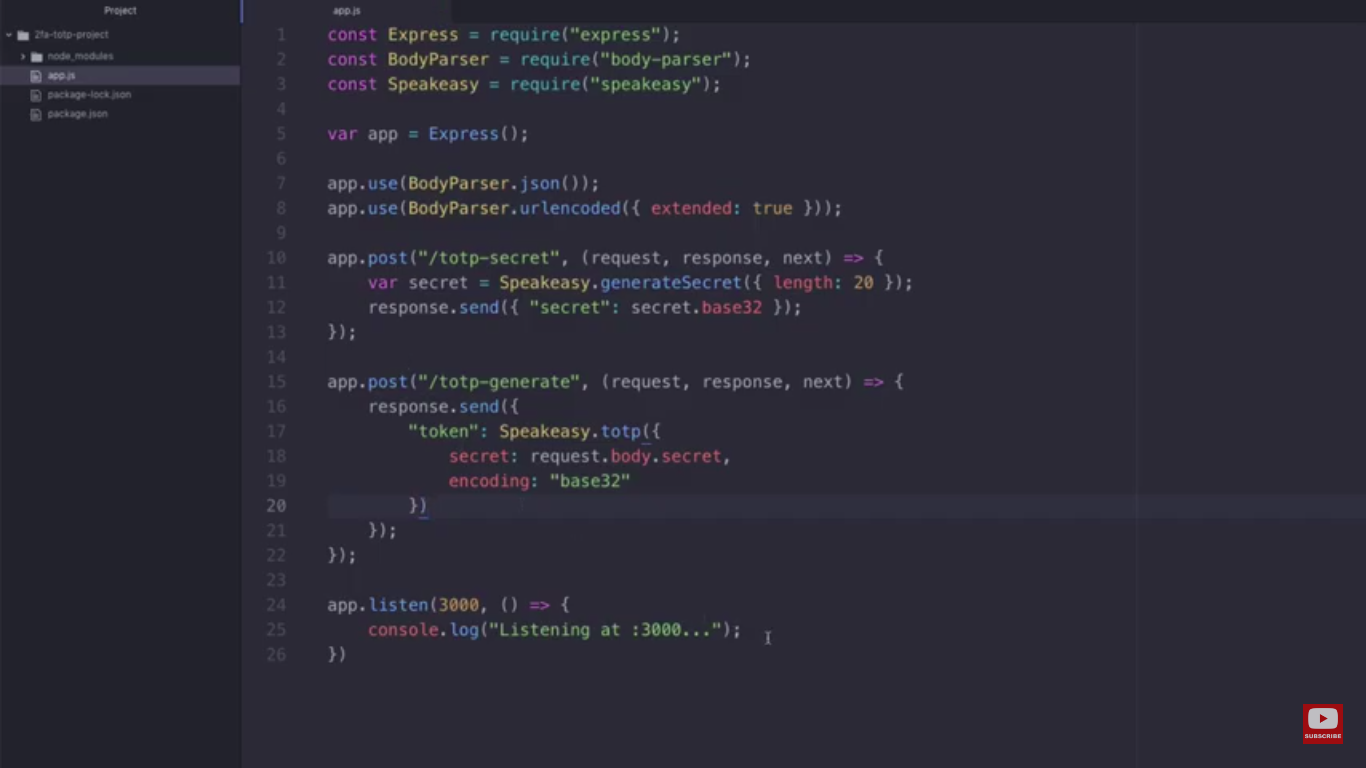 Project
app.js
2fa-totp-project
node_modules
app.js
package-lock.json
package.json
1 const Express = require("express");
2 const BodyParser = require("body-parser");
3 const Speakeasy = require("speakeasy");
4
5 var app = Express();
6
7 app.use(BodyParser.json());
8 app.use(BodyParser.urlencoded({ extended: true }));
9
10 app.post("/totp-secret", (request, response, next) => {
11     var secret = Speakeasy.generateSecret({ length: 20 });
12     response.send({ "secret": secret.base32 });
13 });
14
15 app.post("/totp-generate", (request, response, next) => {
16     response.send({
17         "token": Speakeasy.totp({
18             secret: request.body.secret,
19             encoding: "base32"
20         })
21     });
22 });
23
24 app.listen(3000, () => {
25     console.log("Listening at :3000...");
26 })
SUBSCRIBE